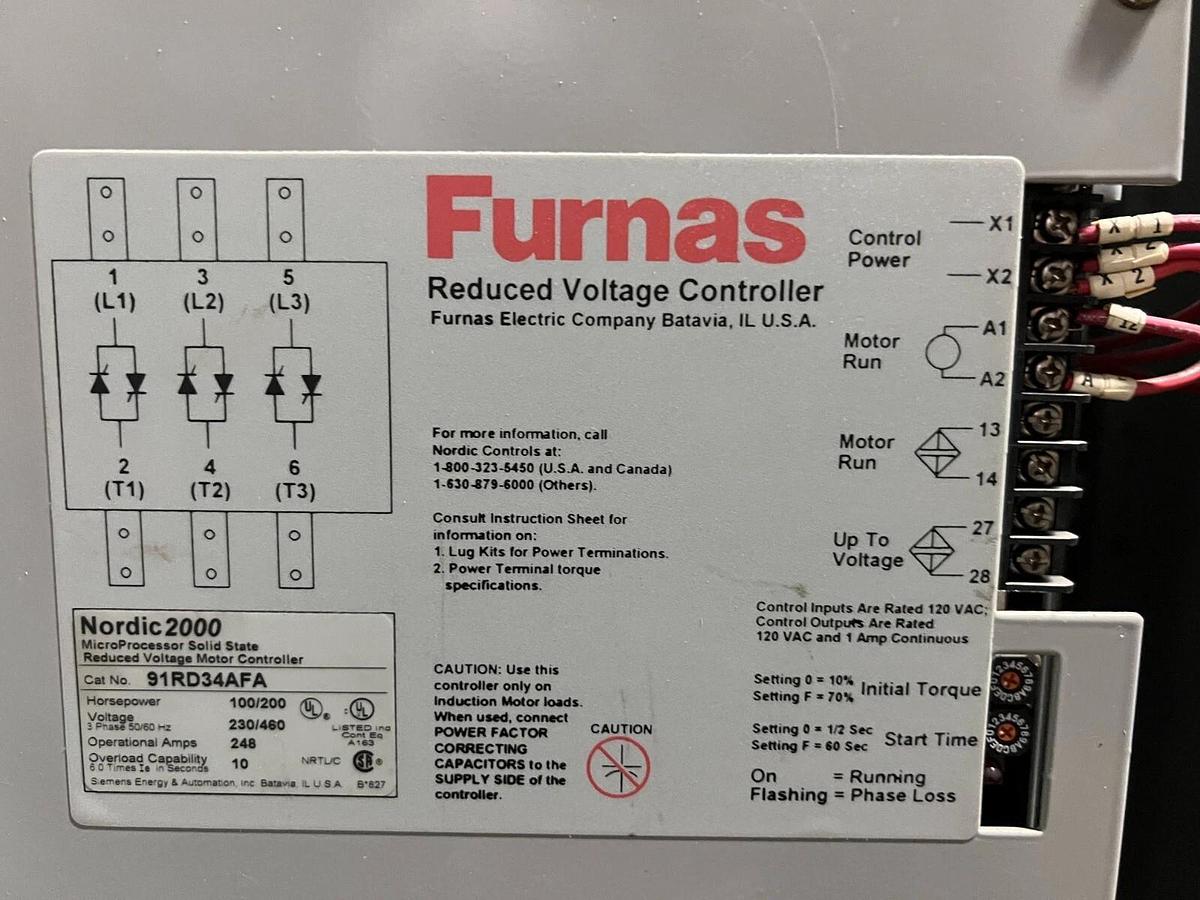 Furnas
Reduced Voltage Controller
Furnas Electric Company Batavia, IL U.S.A.
1 3 5
(L1) (L2) (L3)
2 4 6
(T1) (T2) (T3)
Nordic 2000
MicroProcessor Solid State
Reduced Voltage Motor Controller
Cat No. 91RD34AFA
Horsepower 100/200
Voltage 230/460
3 Phase 50/60 Hz
Operational Amps 248
Overload Capability 10
6.0 Times Ie in Seconds
UL ® UL
LISTED Ind
Cont Eq
A163
NRTL/C SA ®
Siemens Energy & Automation, Inc Batavia, IL U.S.A. B*627
For more information, call
Nordic Controls at:
1-800-323-5450 (U.S.A. and Canada)
1-630-879-6000 (Others).
Consult Instruction Sheet for
information on:
1. Lug Kits for Power Terminations.
2. Power Terminal torque
specifications.
CAUTION: Use this
controller only on
Induction Motor loads.
When used, connect
POWER FACTOR
CORRECTING
CAPACITORS to the
SUPPLY SIDE of the
controller.
CAUTION
Control
Power
X1
X2
Motor
Run
A1
A2
Motor
Run
13
14
Up To
Voltage
27
28
Control Inputs Are Rated 120 VAC;
Control Outputs Are Rated
120 VAC and 1 Amp Continuous
Setting 0 = 10%
Setting F = 70%
Initial Torque
Setting 0 = 1/2 Sec
Setting F = 60 Sec
Start Time
On = Running
Flashing = Phase Loss
X 1
X 2
X 2
12
A